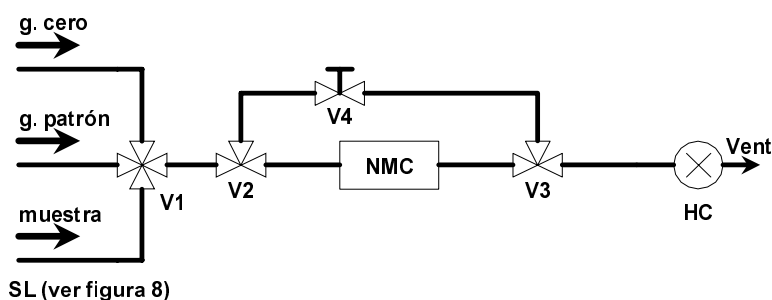 g. cero
g. patrón
V4
Vent
NMC
V1
V2
V3
HC
muestra
SL (ver figura 8)